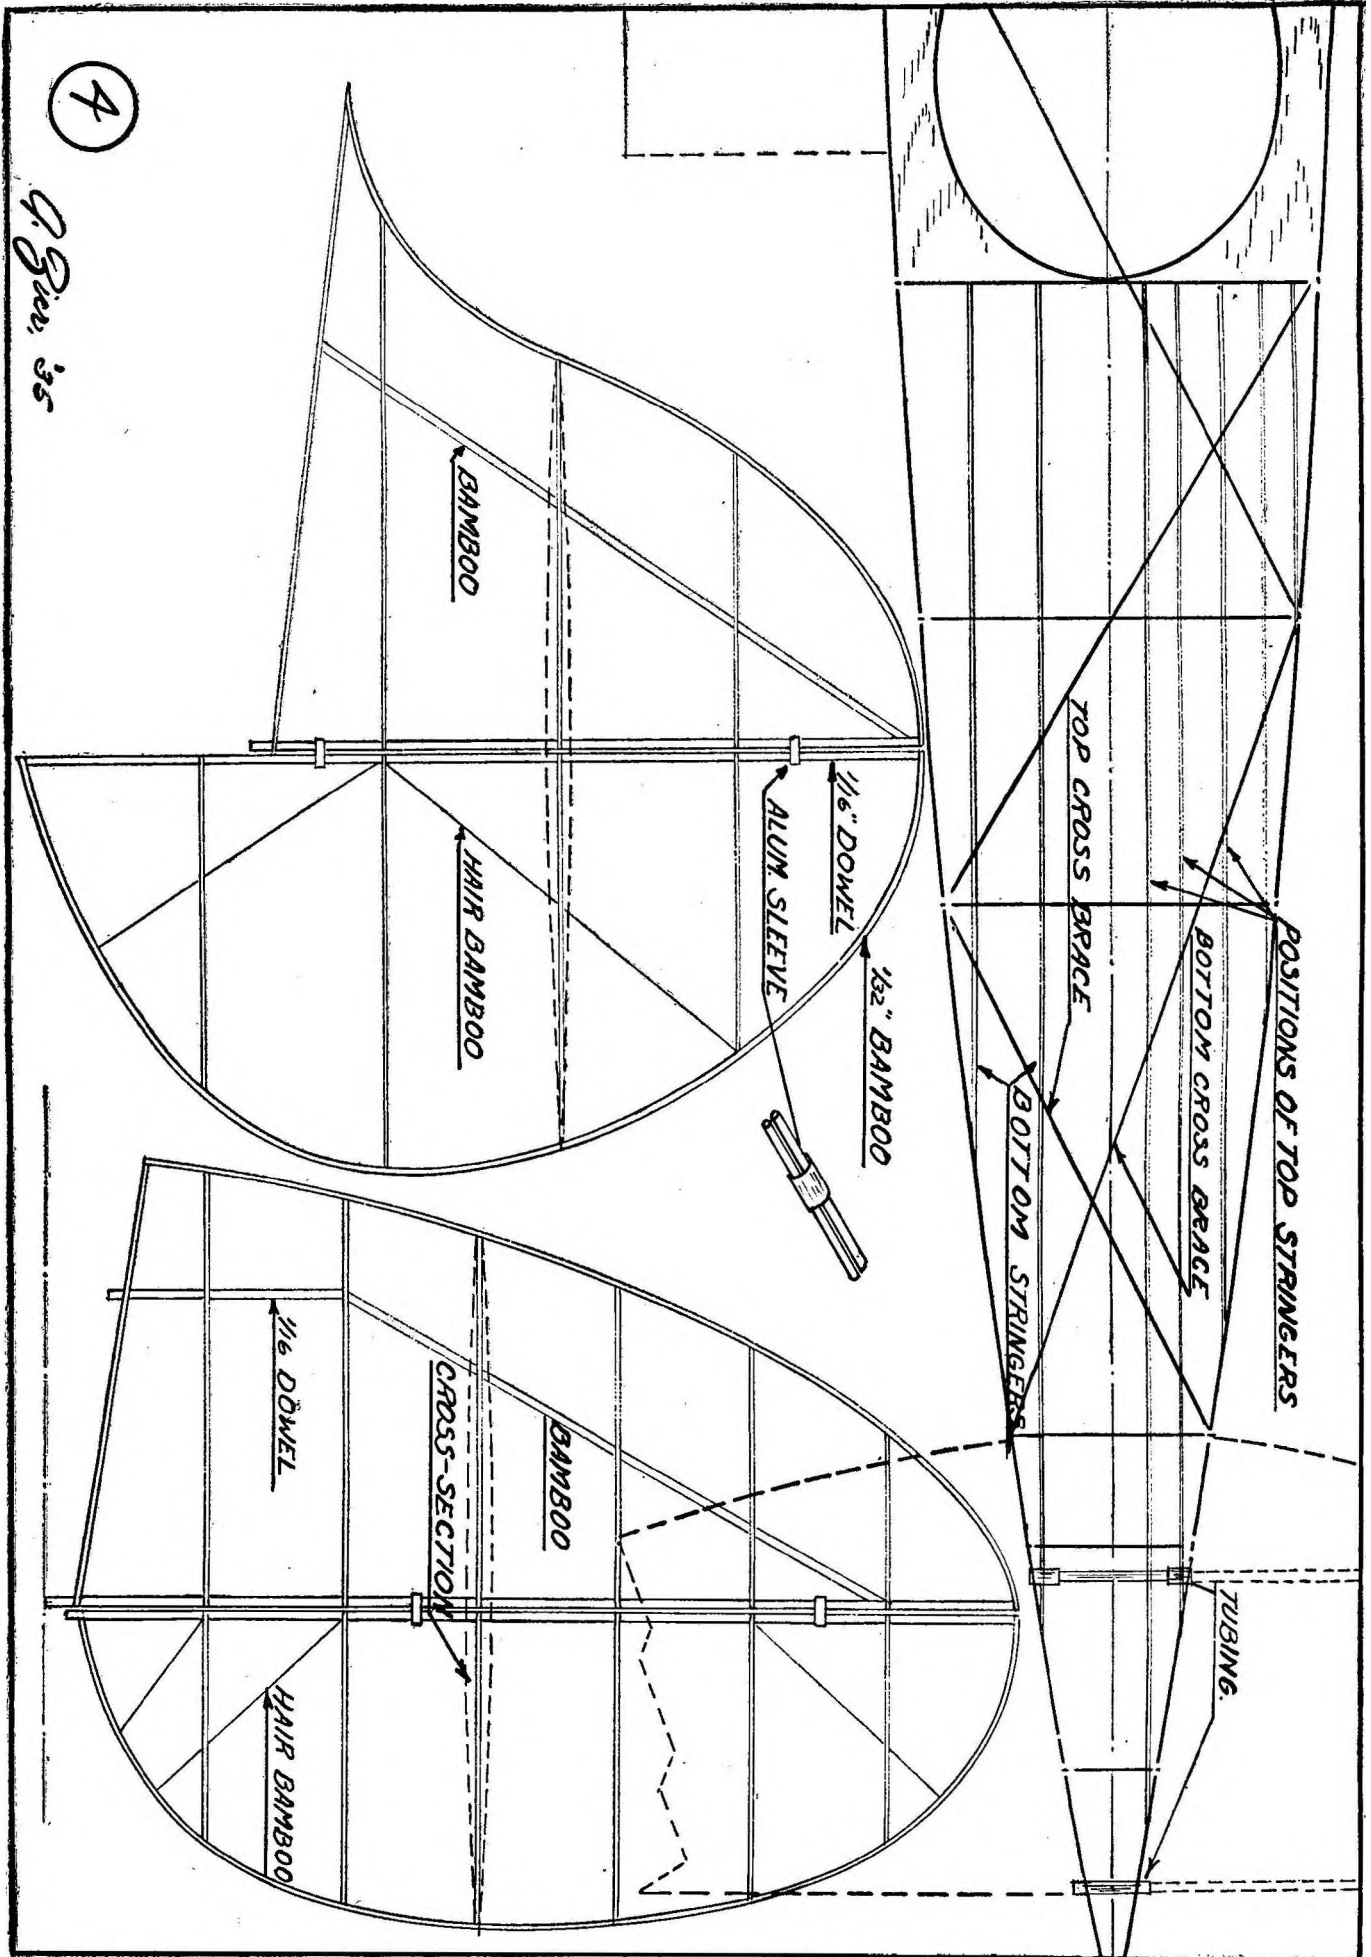 POSITIONS OF TOP STRINGERS
BOTTOM CROSS BRACE
TOP CROSS BRACE
BOTTOM STRINGERS
TUBING.
1/32" BAMBOO
1/16" DOWEL
ALUM SLEEVE
BAMBOO
HAIR BAMBOO
BAMBOO
CROSS-SECTION
1/16 DOWEL
HAIR BAMBOO
'35